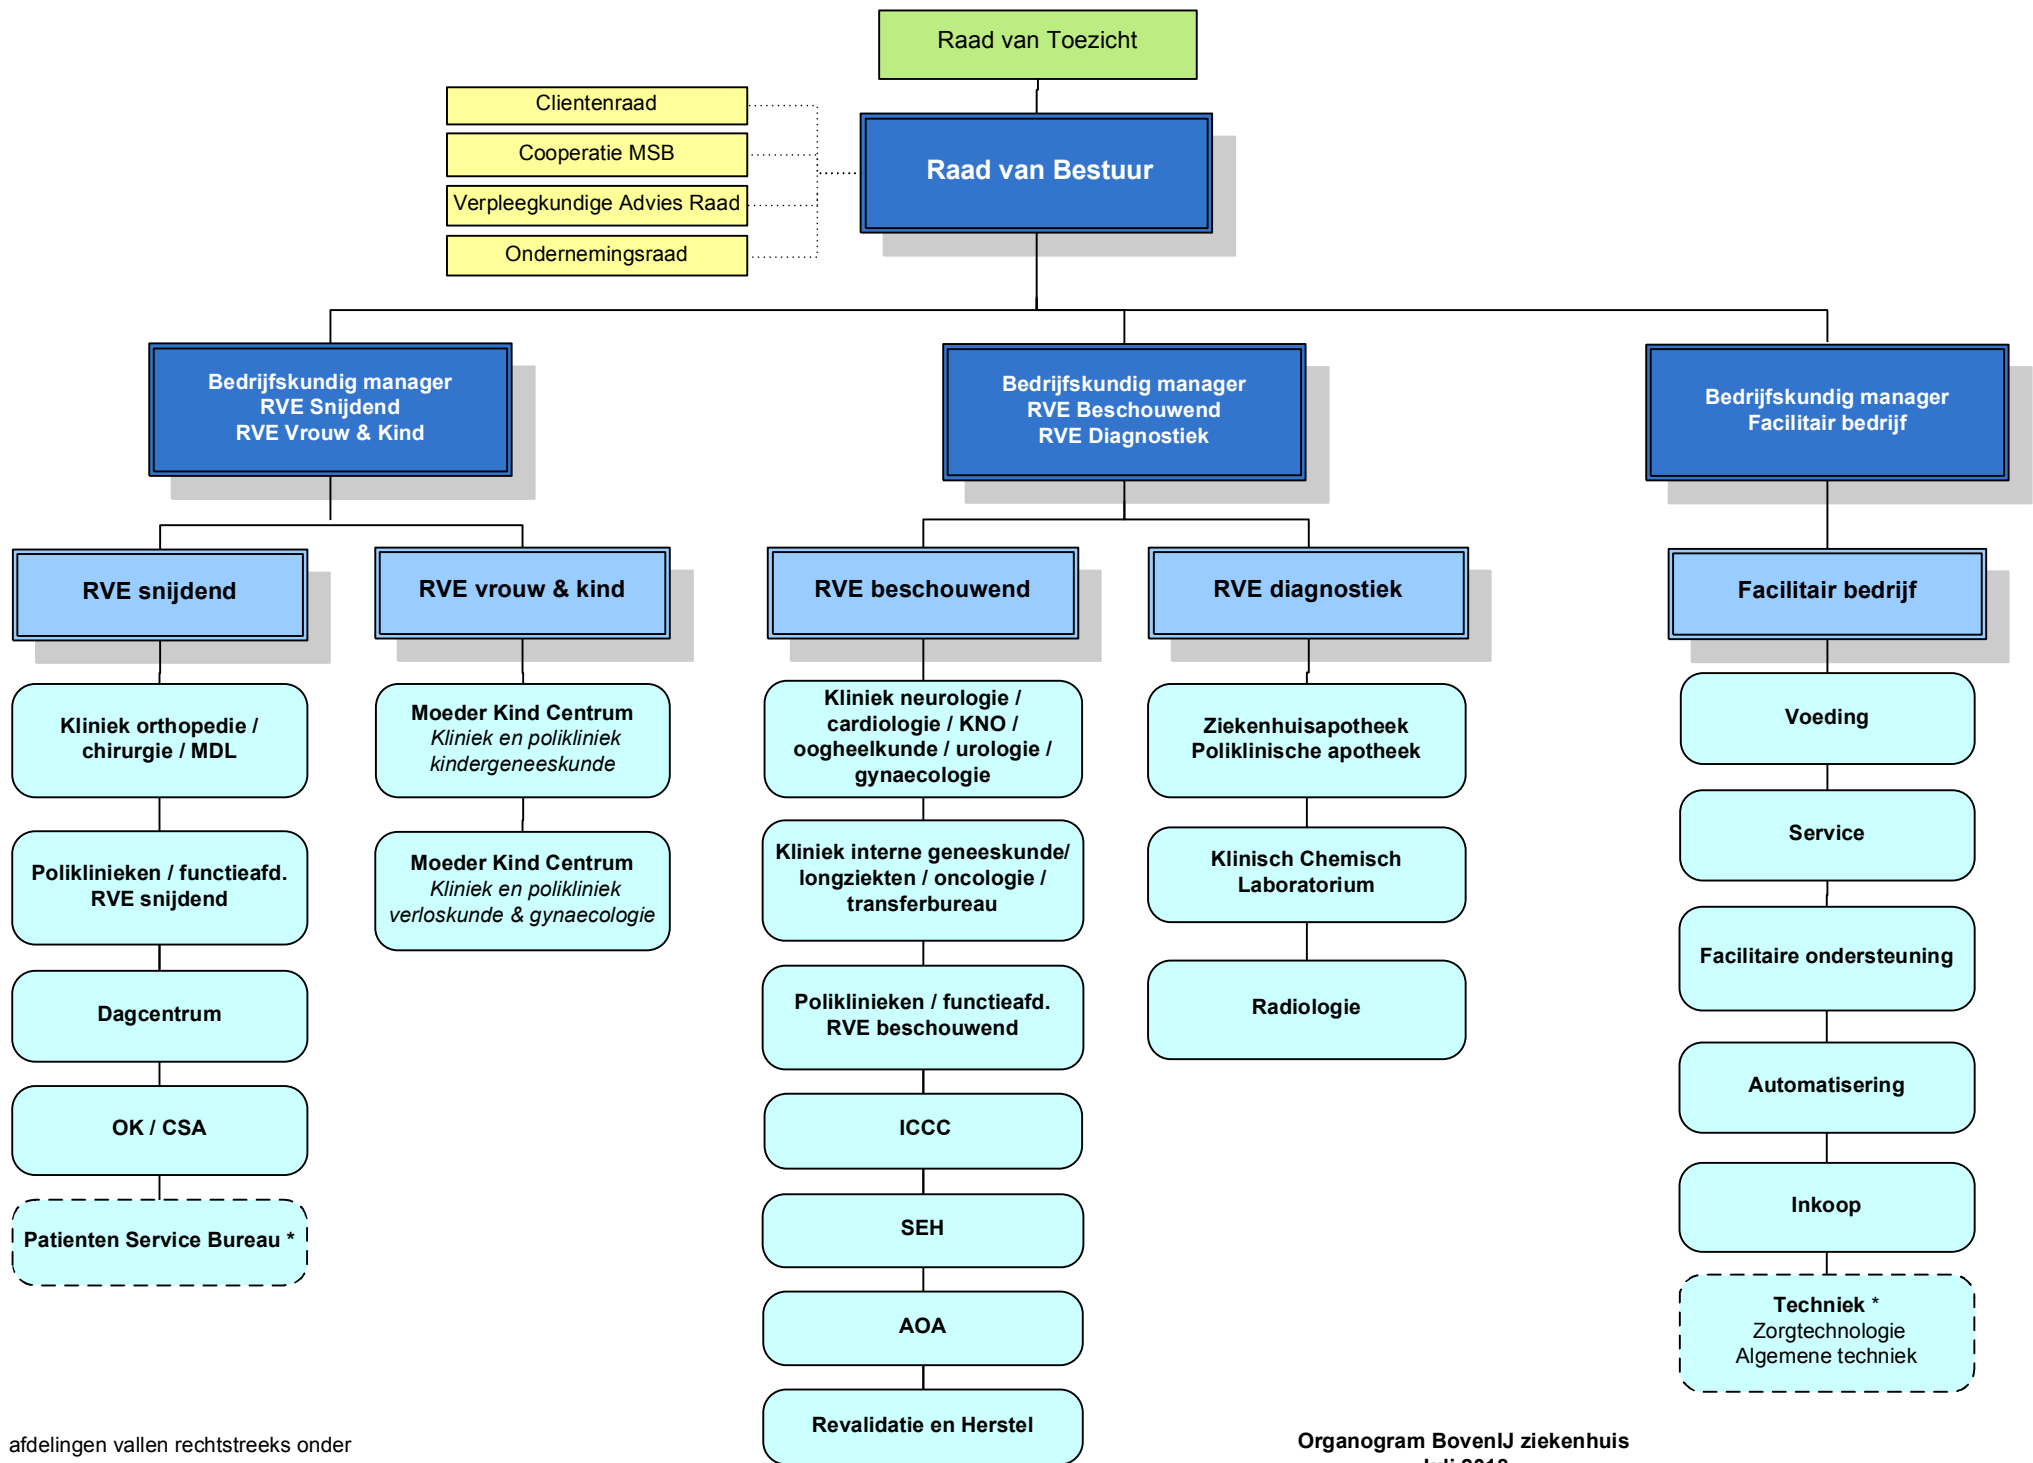 Raad van Toezicht
Clientenraad
Cooperatie MSB
Verpleegkundige Advies Raad
Ondernemingsraad
Raad van Bestuur
Bedrijfskundig manager
RVE Snijdend
RVE Vrouw & Kind
Bedrijfskundig manager
RVE Beschouwend
RVE Diagnostiek
Bedrijfskundig manager
Facilitair bedrijf
RVE snijdend
Kliniek orthopedie /
chirurgie / MDL
Poliklinieken / functieafd.
RVE snijdend
Dagcentrum
OK / CSA
Patienten Service Bureau *
RVE vrouw & kind
Moeder Kind Centrum
Kliniek en polikliniek
kindergeneeskunde
Moeder Kind Centrum
Kliniek en polikliniek
verloskunde & gynaecologie
RVE beschouwend
Kliniek neurologie /
cardiologie / KNO /
oogheelkunde / urologie /
gynaecologie
Kliniek interne geneeskunde/
longziekten / oncologie /
transferbureau
Poliklinieken / functieafd.
RVE beschouwend
ICCC
SEH
AOA
Revalidatie en Herstel
RVE diagnostiek
Ziekenhuisapotheek
Poliklinische apotheek
Klinisch Chemisch
Laboratorium
Radiologie
Facilitair bedrijf
Voeding
Service
Facilitaire ondersteuning
Automatisering
Inkoop
Techniek *
Zorgtechnologie
Algemene techniek
afdelingen vallen rechtstreeks onder
Organogram BovenIJ ziekenhuis